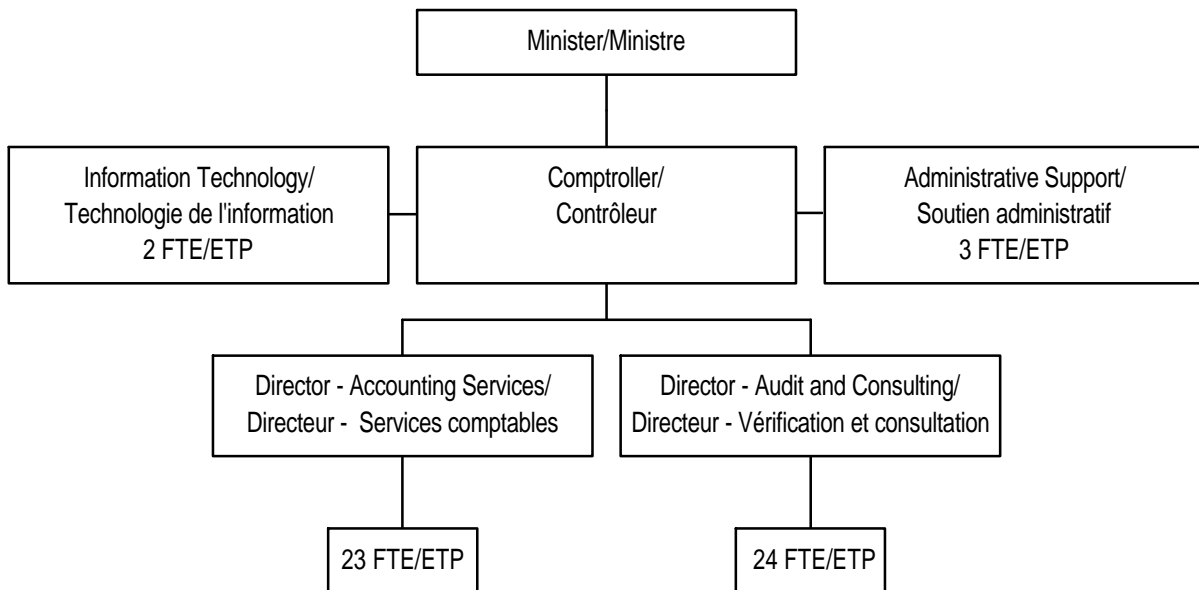 Minister/Ministre
Information Technology/
Technologie de l'information
2 FTE/ETP
Comptroller/
Contrôleur
Administrative Support/
Soutien administratif
3 FTE/ETP
Director - Accounting Services/
Directeur - Services comptables
Director - Audit and Consulting/
Directeur - Vérification et consultation
23 FTE/ETP
24 FTE/ETP